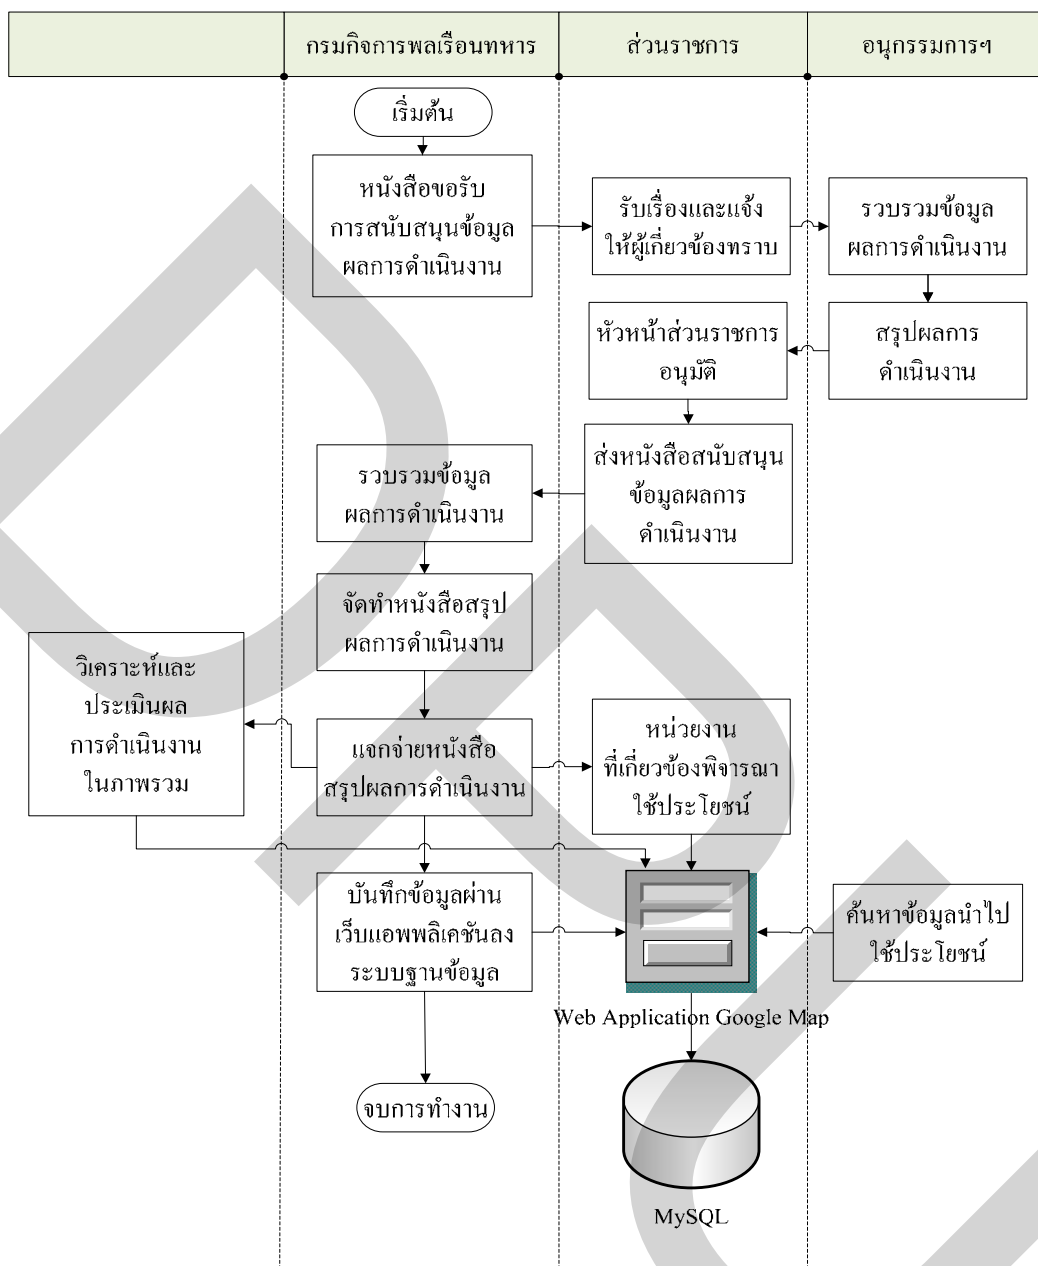 กรมกิจการพลเรือนทหาร
ส่วนราชการ
อนุกรรมการฯ
เริ่มต้น
หนังสือขอรับ
การสนับสนุนข้อมูล
ผลการดำเนินงาน
รับเรื่องและแจ้ง
ให้ผู้เกี่ยวข้องทราบ
รวบรวมข้อมูล
ผลการดำเนินงาน
หัวหน้าส่วนราชการ
อนุมัติ
สรุปผลการ
ดำเนินงาน
ส่งหนังสือสนับสนุน
ข้อมูลผลการ
ดำเนินงาน
รวบรวมข้อมูล
ผลการดำเนินงาน
จัดทำหนังสือสรุป
ผลการดำเนินงาน
วิเคราะห์และ
ประเมินผล
การดำเนินงาน
ในภาพรวม
แจกจ่ายหนังสือ
สรุปผลการดำเนินงาน
หน่วยงาน
ที่เกี่ยวข้องพิจารณา
ใช้ประโยชน์
บันทึกข้อมูลผ่าน
เว็บแอพพลิเคชันลง
ระบบฐานข้อมูล
ค้นหาข้อมูลนำไป
ใช้ประโยชน์
Web Application Google Map
จบการทำงาน
MySQL